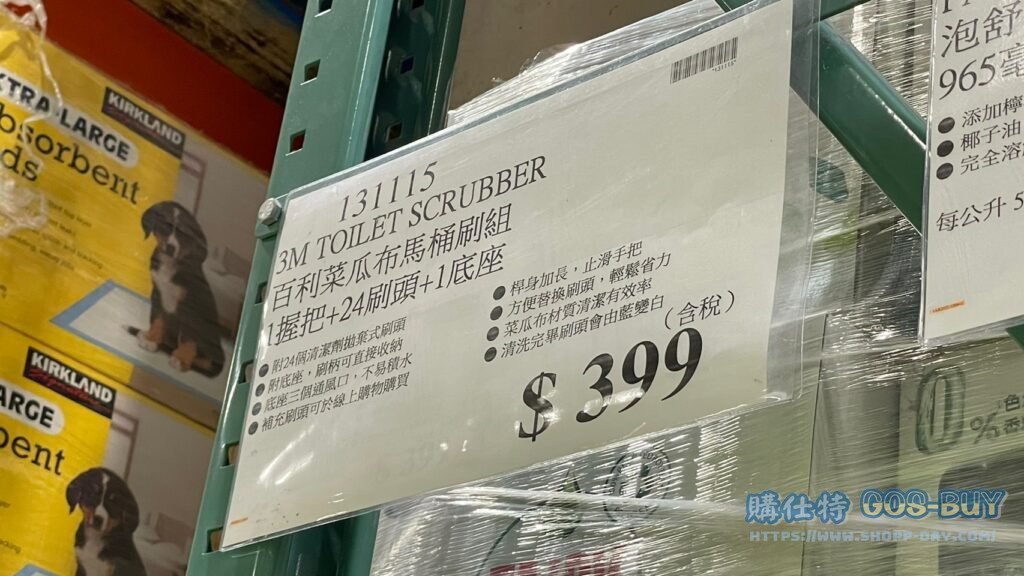 XTRA-LARGE
KIRKLAND
bsorbent
ds
131115
131115
3M TOILET SCRUBBER
百利菜瓜布馬桶刷組
1握把+24刷頭+1底座
附24個清潔劑拋棄式刷頭
附底座，刷柄可直接收納
底座三個通風口，不易積水
補充刷頭可於線上購物購買
桿身加長，止滑手把
方便替換刷頭，輕鬆省力
菜瓜布材質清潔有效率
清洗完畢刷頭會由藍變白
（含稅）
$ 399
泡舒
965毫
添加檸
椰子油
完全溶
每公升 5
KIRKLAND
ARGE
bent
0%
色
購仕特 GOS-BUY
HTTPS://WWW.SHOPP-DAY.COM/